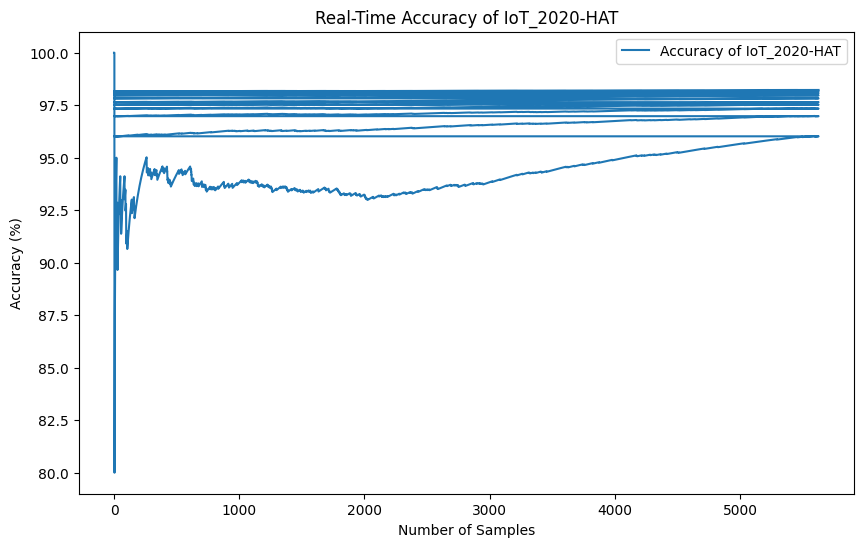 Real-Time Accuracy of IoT_2020-HAT
Accuracy of IoT_2020-HAT
Accuracy (%)
100.0
97.5
95.0
92.5
90.0
87.5
85.0
82.5
80.0
0 1000 2000 3000 4000 5000
Number of Samples